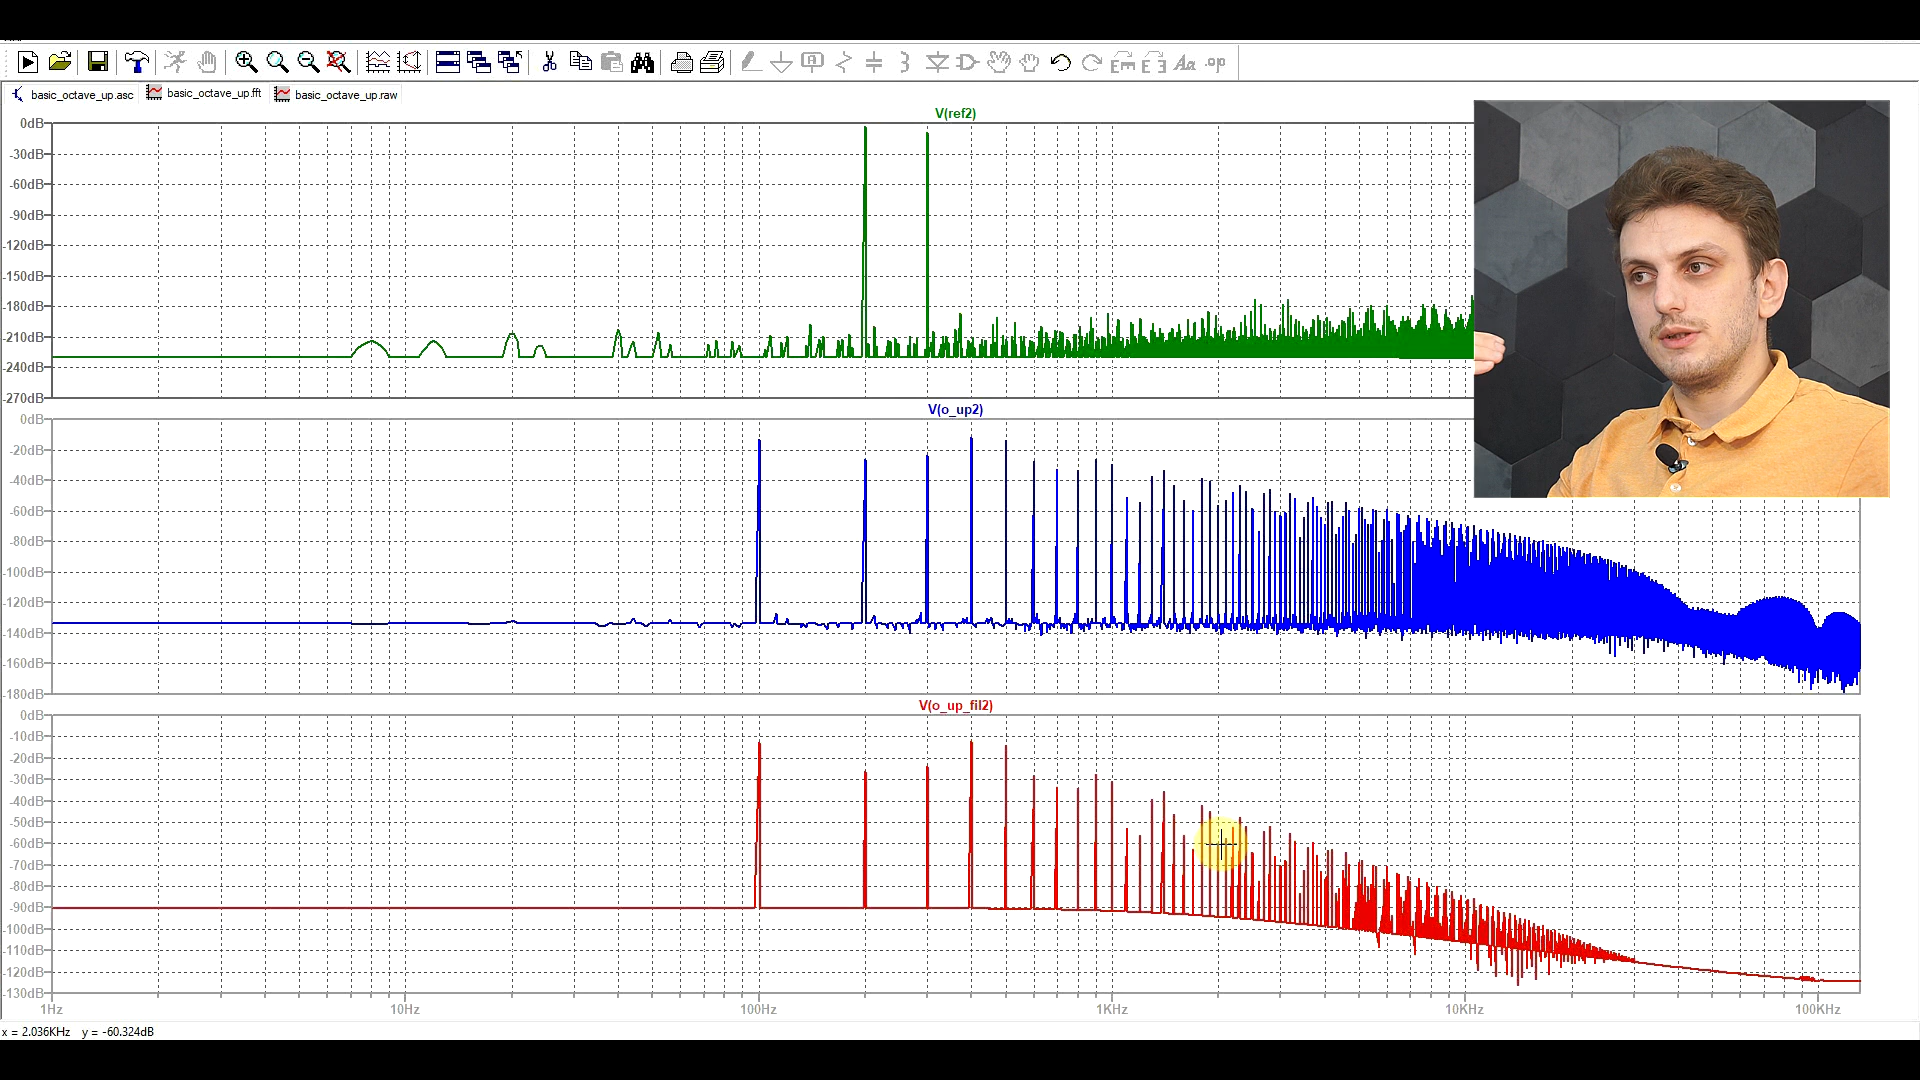 basic_octave_up.asc
basic_octave_up.fft
basic_octave_up.raw
V(ref2)
0dB
-30dB
-60dB
-90dB
-120dB
-150dB
-180dB
-210dB
-240dB
-270dB
V(o_up2)
0dB
-20dB
-40dB
-60dB
-80dB
-100dB
-120dB
-140dB
-160dB
-180dB
V(o_up_fil2)
0dB
-10dB
-20dB
-30dB
-40dB
-50dB
-60dB
-70dB
-80dB
-90dB
-100dB
-110dB
-120dB
-130dB
1Hz 10Hz 100Hz 1KHz 10KHz 100KHz
x = 2.036KHz y = -60.324dB